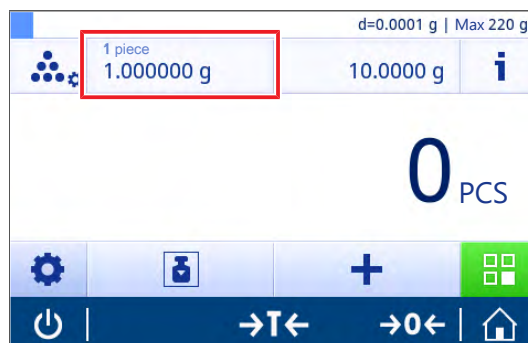 d=0.0001 g | Max 220 g
1 piece
1.000000 g
10.0000 g
i
0 PCS
→T←
→0←